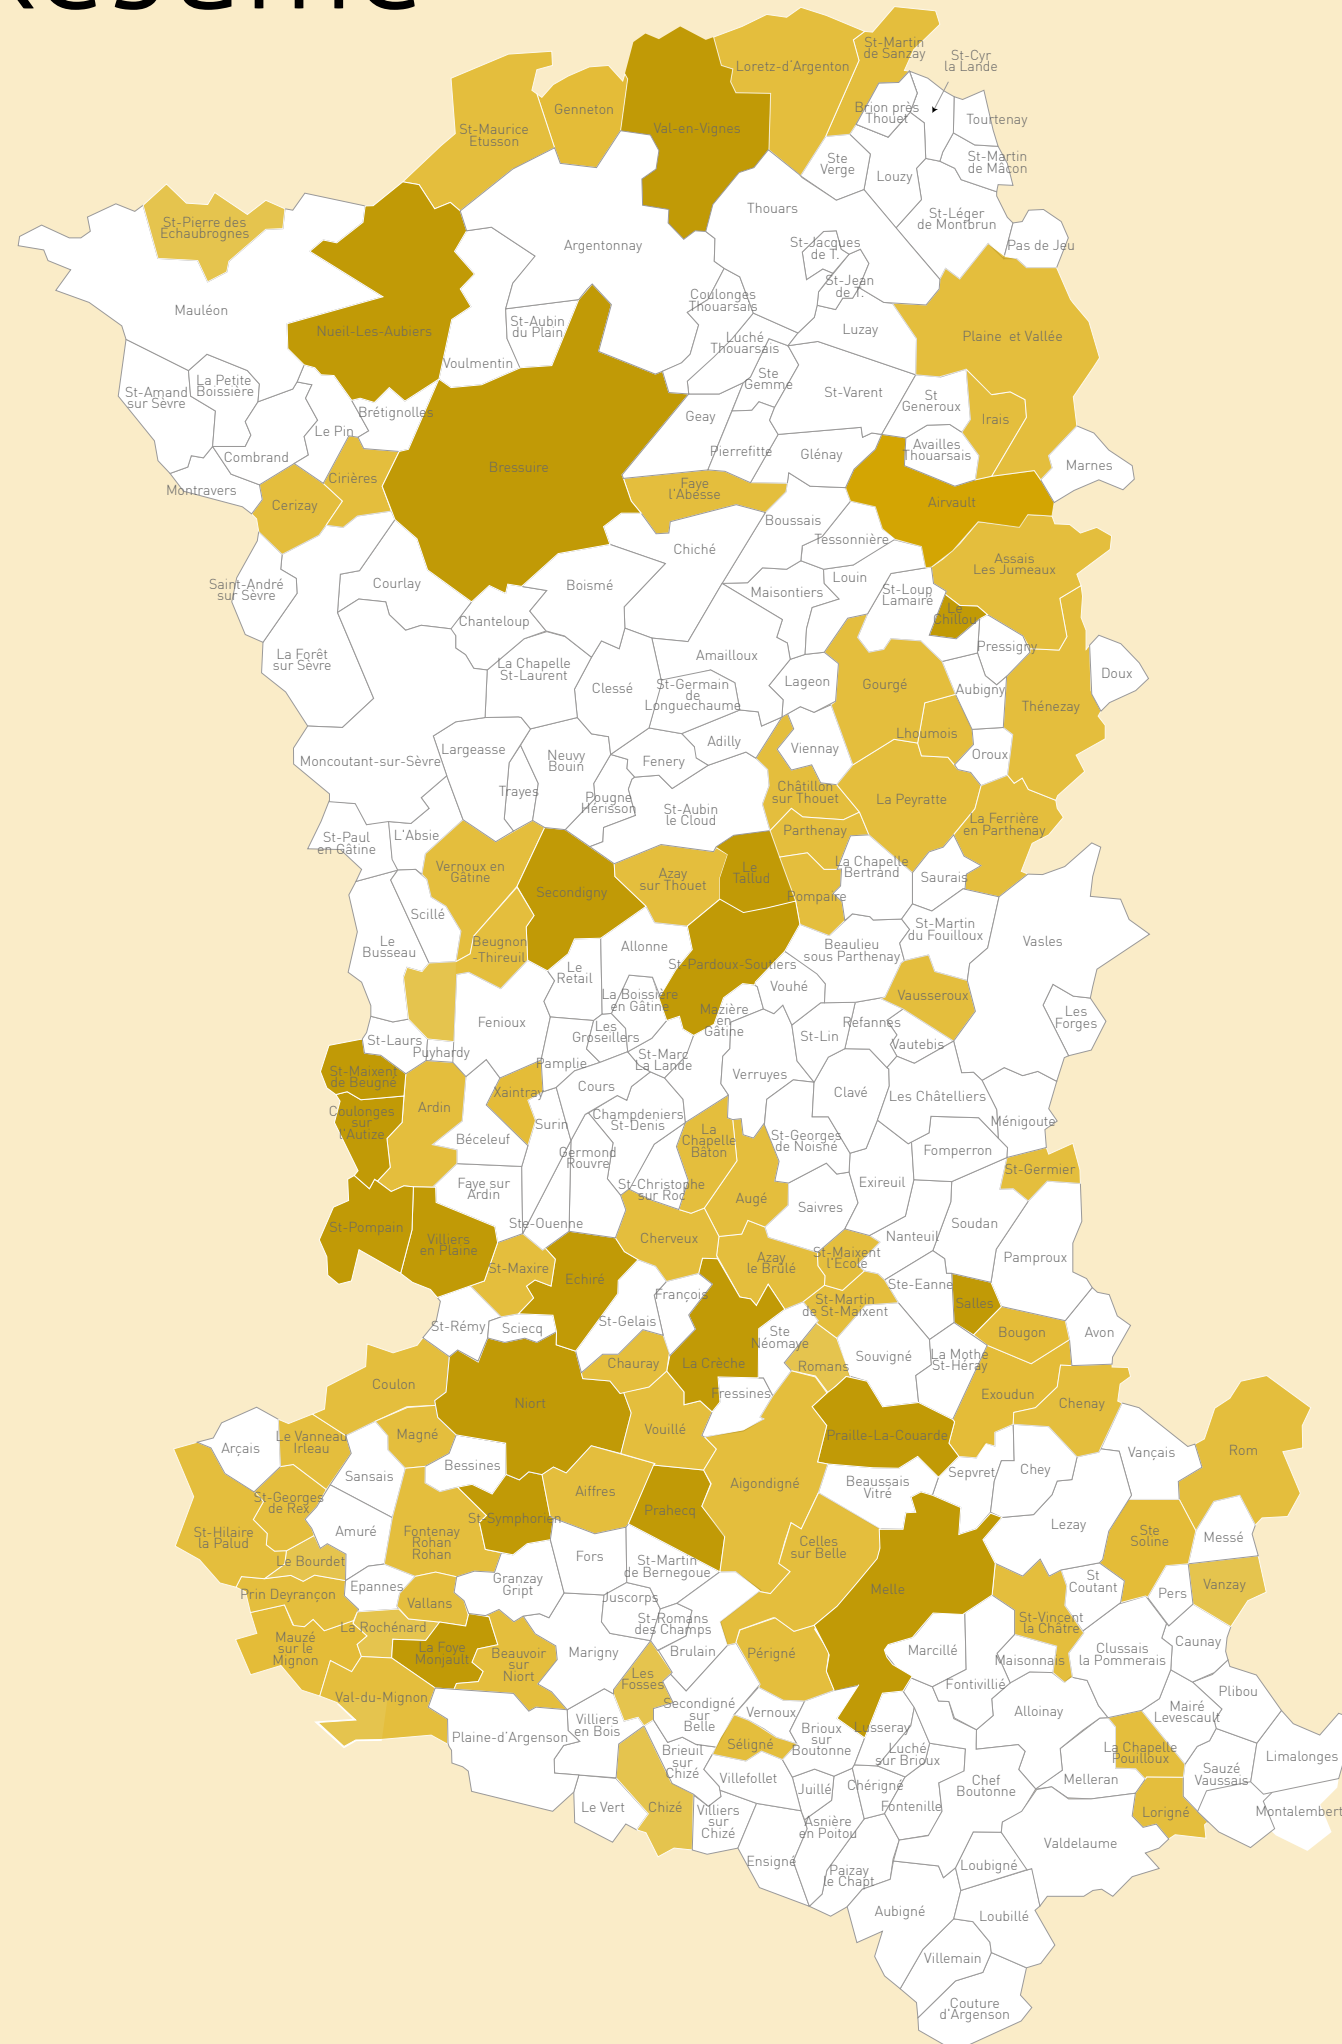 St-Martin
de Sanzay
St-Cyr
la Lande
Loretz-d'Argenton
Genneton
Brion près
Thouet
Tourtenay
Val-en-Vignes
St-Maurice
Etusson
Ste
Verge
St-Martin
de Mâcon
Louzy
Thouars
St-Léger
de Montbrun
St-Pierre des
Echaubrognes
Argentonnay
St-Jacques
de T.
Pas de Jeu
St-Jean
de T.
Coulonges
Thouarsais
Mauléon
St-Aubin
du Plain
Nueil-Les-Aubiers
Luzay
Plaine et Vallée
Luché
Thouarsais
Voulmentin
Ste
Gemme
La Petite
Boissière
St-Amand
sur Sèvre
St-Varent
St
Generoux
Brétignolles
Geay
Irais
Le Pin
Availles
Thouarsais
Pierrefitte
Glénay
Combrand
Bressuire
Marnes
Cirières
Faye
l'Abesse
Montravers
Cerizay
Airvault
Boussais
Tessonnière
Chiché
Assais
Les Jumeaux
Louin
Saint-André
sur Sèvre
Courlay
Boismé
Maisontiers
St-Loup
Lamairé
Le
Chillou
Chanteloup
Pressigny
La Forêt
sur Sèvre
La Chapelle
St-Laurent
Amailloux
Doux
Clessé
St-Germain
de
Longuechaume
Lageon
Gourgé
Aubigny
Thénezay
Lhoumois
Largeasse
Adilly
Viennay
Oroux
Moncoutant-sur-Sèvre
Neuvy
Bouin
Fenery
Trayes
Pougne
Hérisson
Châtillon
sur Thouet
La Peyratte
St-Aubin
le Cloud
La Ferrière
en Parthenay
Parthenay
St-Paul
en Gâtine
L'Absie
Vernoux en
Gâtine
Azay
sur Thouet
Le
Tallud
La Chapelle
Bertrand
Saurais
Secondigny
Pompaire
Scillé
St-Martin
du Fouilloux
Le
Busseau
Beugnon
-Thireuil
Allonne
Beaulieu
sous Parthenay
Vasles
St-Pardoux-Soutiers
Le
Retail
Vouhé
La Boissière
en Gâtine
Vausseroux
Mazière
en
Gâtine
Fenioux
Les
Groseillers
St-Lin
Refannes
Les
Forges
St-Laurs
Puyhardy
Vautebis
Pamplie
St-Marc
La Lande
St-Maixent
de Beugné
Verruyes
Xaintray
Cours
Clavé
Les Châtelliers
Ardin
Coulonges
sur
l'Autize
Surin
Champdeniers
St-Denis
Ménigoute
Béceleuf
La
Chapelle
Bâton
St-Georges
de Noisné
Germond
Rouvre
Fomperron
St-Germier
Faye sur
Ardin
St-Christophe
sur Roc
Augé
Exireuil
Saivres
St-Pompain
Ste-Ouenne
Soudan
Villiers
en Plaine
Cherveux
Nanteuil
St-Maixent
l'Ecole
Azay
le Brûlé
Pamproux
St-Maxire
Echiré
Ste-Eanne
François
Salles
St-Martin
de St-Maixent
St-Rémy
Sciecq
St-Gelais
Ste
Néomaye
Bougon
Avon
Chauray
La Crèche
Romans
Souvigné
La Mothe
St-Héray
Coulon
Fressines
Exoudun
Niort
Chenay
Vouillé
Praille-La-Couarde
Magné
Arçais
Le Vanneau
Irleau
Vançais
Rom
Bessines
Sansais
Aigondigné
Beaussais
Vitré
Sepvret
Chey
Aiffres
St-Georges
de Rex
Prahecq
St-Symphorien
Lezay
St-Hilaire
la Palud
Amuré
Fontenay
Rohan
Rohan
Celles
sur Belle
Ste
Soline
Messé
Le Bourdet
Fors
St-Martin
de Bernegoue
St
Coutant
Vanzay
Epannes
Granzay
Gript
Melle
Pers
Prin Deyrançon
Vallans
Juscorps
St-Romans
des Champs
St-Vincent
la Châtre
La Rochénard
Mauzé
sur le
Mignon
La Foye
Monjault
Beauvoir
sur
Niort
Marigny
Brulain
Périgné
Marcillé
Maisonnais
Clussais
la Pommerais
Caunay
Les
Fosses
Fontivillié
Plibou
Val-du-Mignon
Secondigné
sur
Belle
Vernoux
Alloinay
Mairé
Levescault
Villiers
en Bois
Plaine-d'Argenson
Brioux
sur
Boutonne
Lusseray
Séligné
Brieuil
sur
Chizé
Luché
sur Brioux
La Chapelle
Pouilloux
Limalonges
Villefollet
Juillé
Chérigné
Chef
Boutonne
Melleran
Sauzé
Vaussais
Le Vert
Chizé
Villiers
sur
Chizé
Fontenille
Lorigné
Montalembert
Asnière
en Poitou
Valdelaume
Ensigné
Paizay
le Chapt
Loubigné
Aubigné
Loubillé
Villemain
Couture
d'Argenson